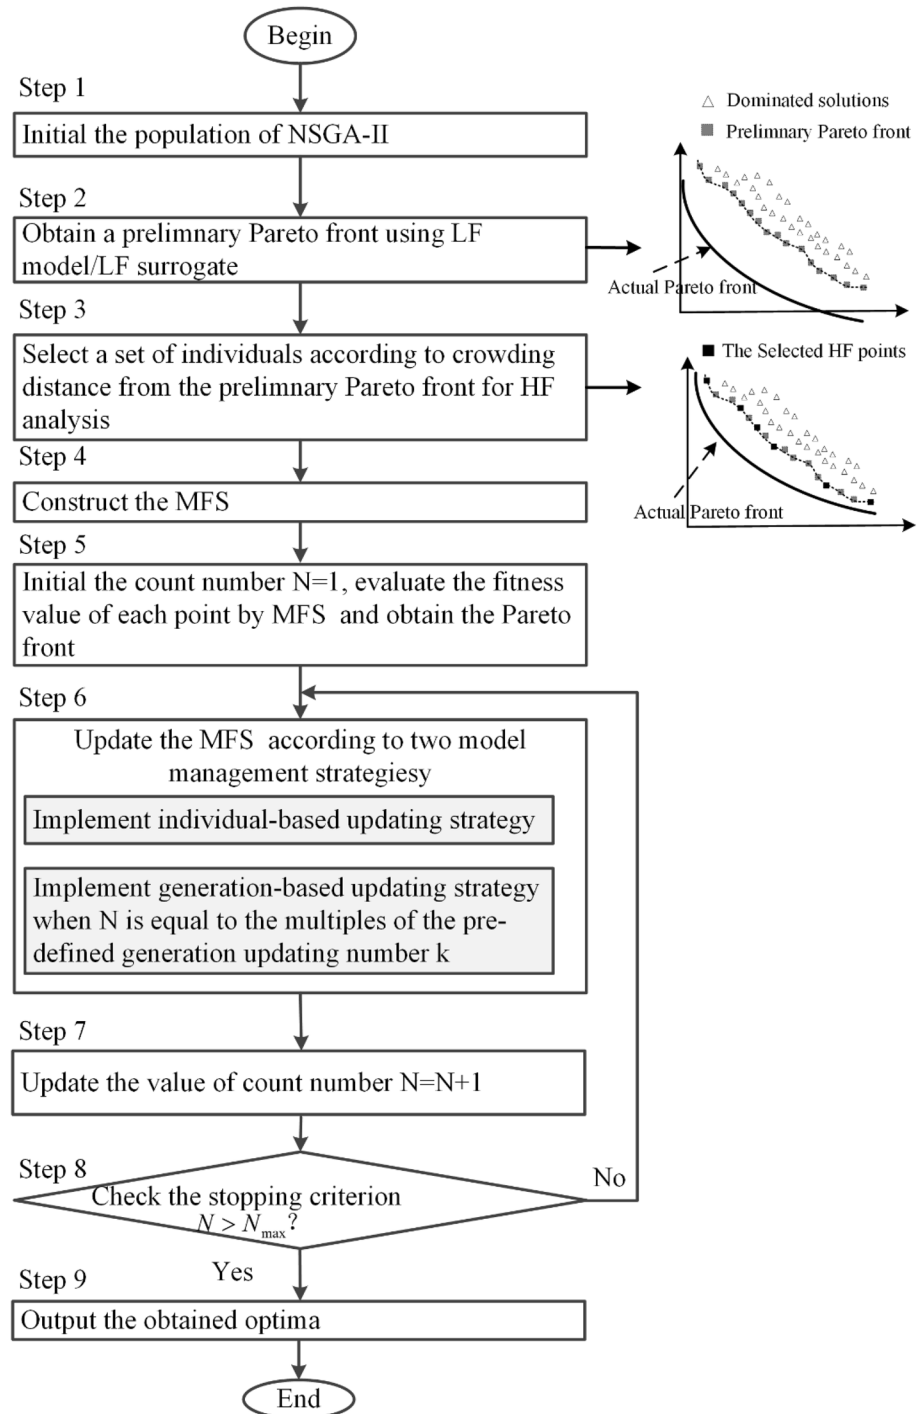 Begin
Step 1
Initial the population of NSGA-II
Step 2
Obtain a prelimnary Pareto front using LF
model/LF surrogate
△ Dominated solutions
Prelimnary Pareto front
Actual Pareto front
Step 3
Select a set of individuals according to crowding
distance from the prelimnary Pareto front for HF
analysis
The Selected HF points
Actual Pareto front
Step 4
Construct the MFS
Step 5
Initial the count number N=1, evaluate the fitness
value of each point by MFS and obtain the Pareto
front
Step 6
Update the MFS according to two model
management strategiesy
Implement individual-based updating strategy
Implement generation-based updating strategy
when N is equal to the multiples of the pre-
defined generation updating number k
Step 7
Update the value of count number N=N+1
Step 8
Check the stopping criterion
N > Nmax?
No
Yes
Step 9
Output the obtained optima
End